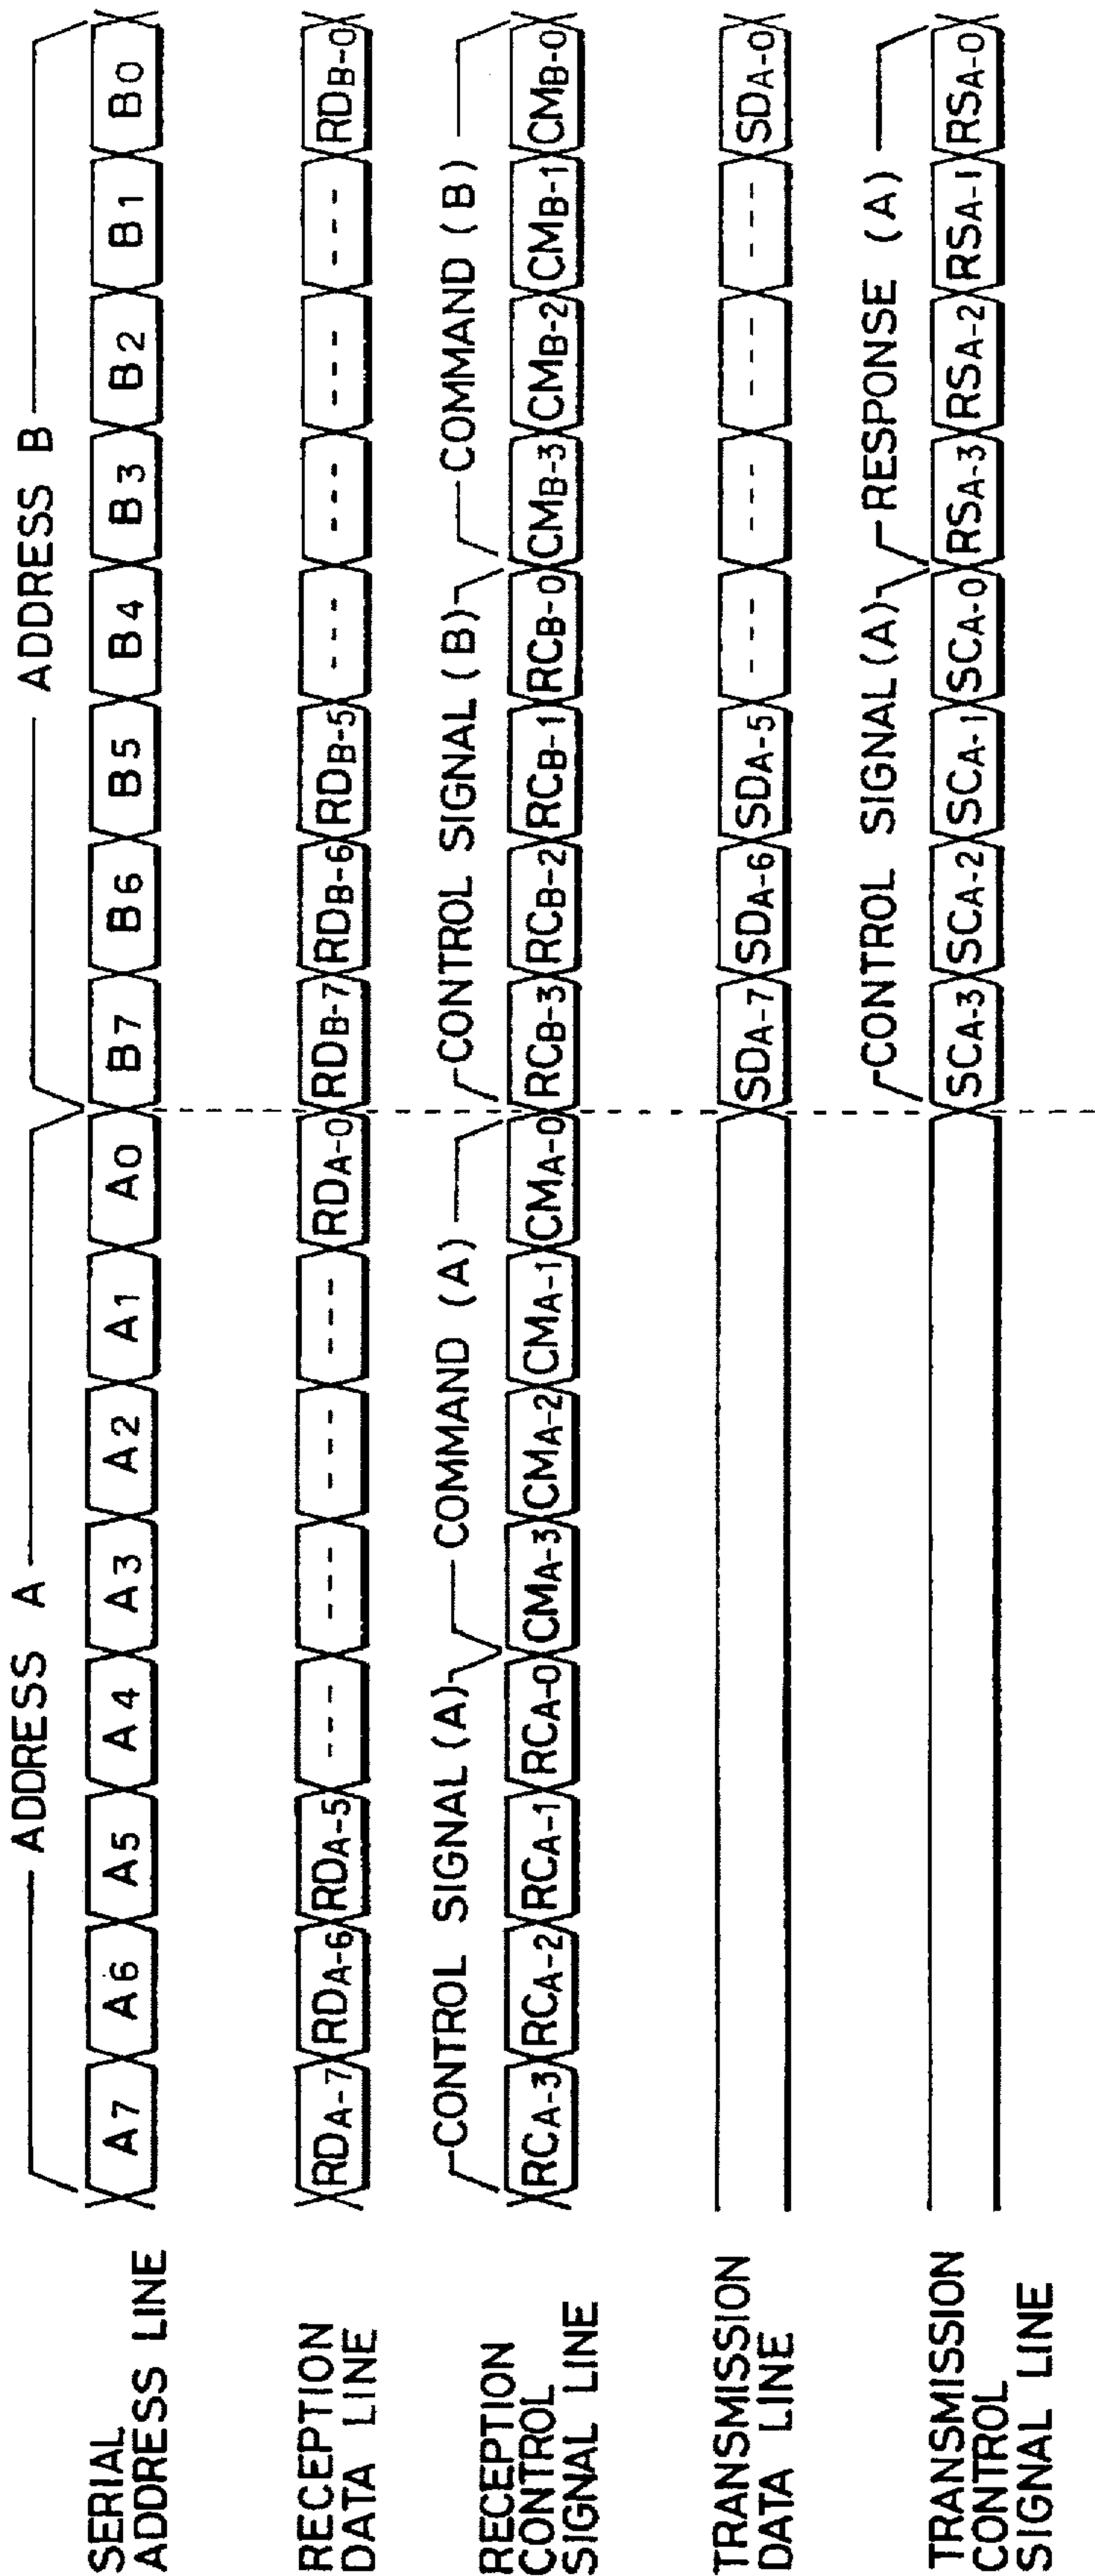 ADDRESS A ADDRESS B
SERIAL
ADDRESS LINE
A7 A6 A5 A4 A3 A2 A1 A0 B7 B6 B5 B4 B3 B2 B1 B0
RECEPTION
DATA LINE
RDA-7 RDA-6 RDA-5 --- --- --- --- RDA-0 RDB-7 RDB-6 RDB-5 --- --- --- --- RDB-0
CONTROL SIGNAL (A) COMMAND (A) CONTROL SIGNAL (B) COMMAND (B)
RECEPTION
CONTROL
SIGNAL LINE
RCA-3 RCA-2 RCA-1 RCA-0 CMA-3 CMA-2 CMA-1 CMA-0 RCB-3 RCB-2 RCB-1 RCB-0 CMB-3 CMB-2 CMB-1 CMB-0
TRANSMISSION
DATA LINE
SDA-7 SDA-6 SDA-5 --- --- --- --- SDA-0
CONTROL SIGNAL (A) RESPONSE (A)
TRANSMISSION
CONTROL
SIGNAL LINE
SCA-3 SCA-2 SCA-1 SCA-0 RSA-3 RSA-2 RSA-1 RSA-0